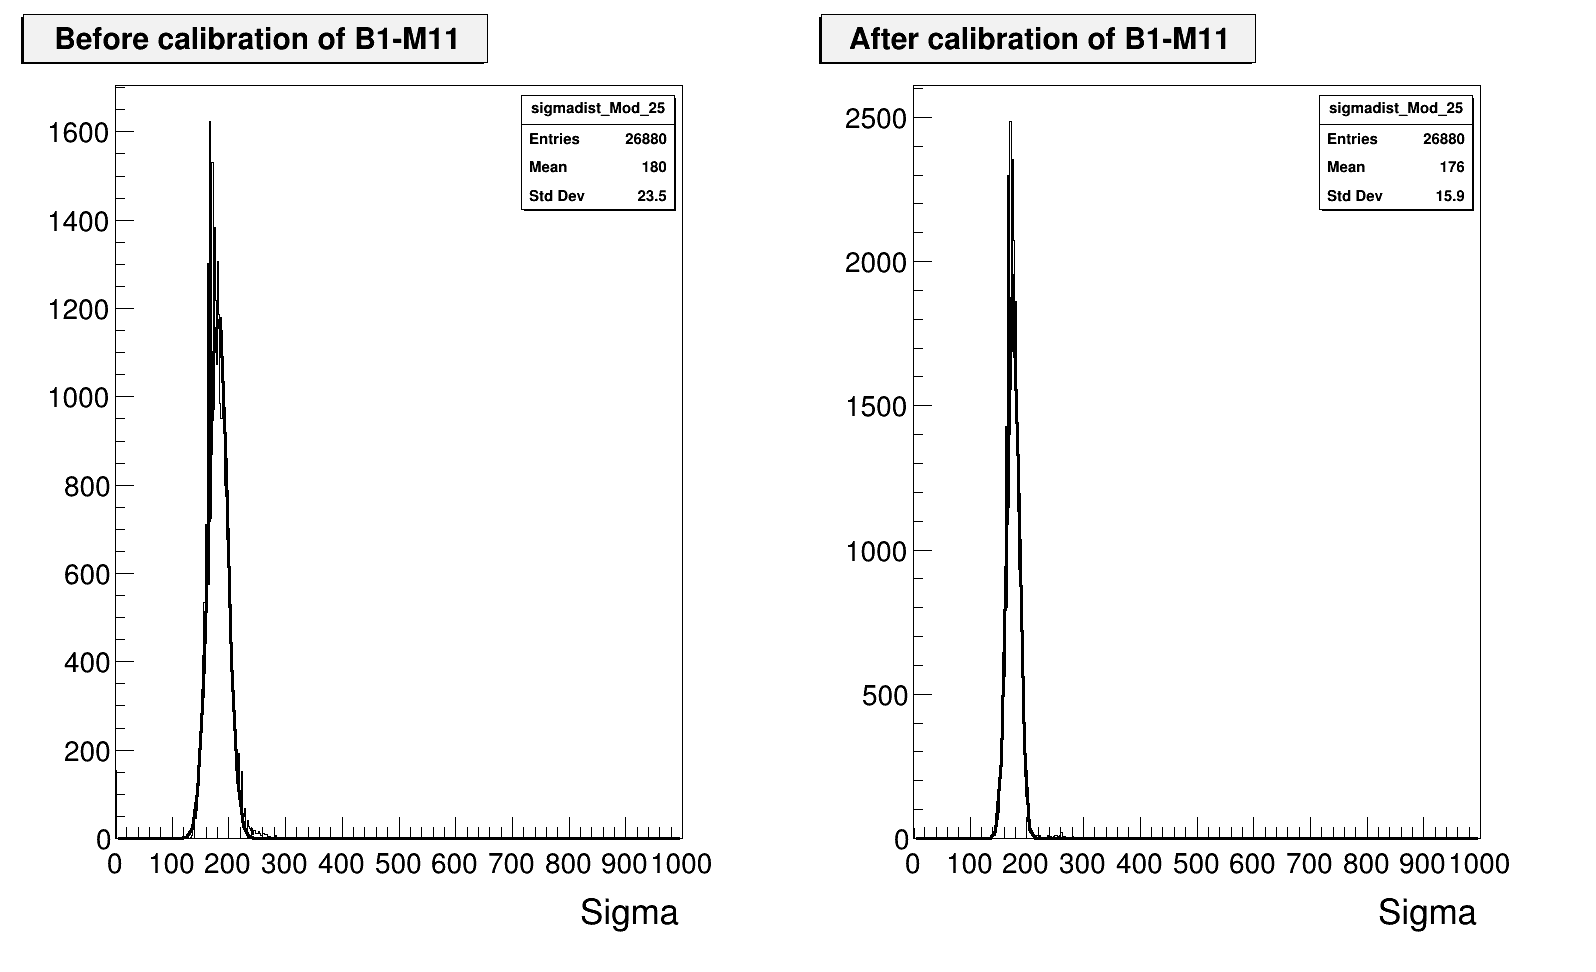 Before calibration of B1-M11
sigmadist_Mod_25
Entries 26880
Mean 180
Std Dev 23.5
1600
1400
1200
1000
800
600
400
200
0
0 100 200 300 400 500 600 700 800 900 1000
Sigma
After calibration of B1-M11
sigmadist_Mod_25
Entries 26880
Mean 176
Std Dev 15.9
2500
2000
1500
1000
500
0
0 100 200 300 400 500 600 700 800 900 1000
Sigma